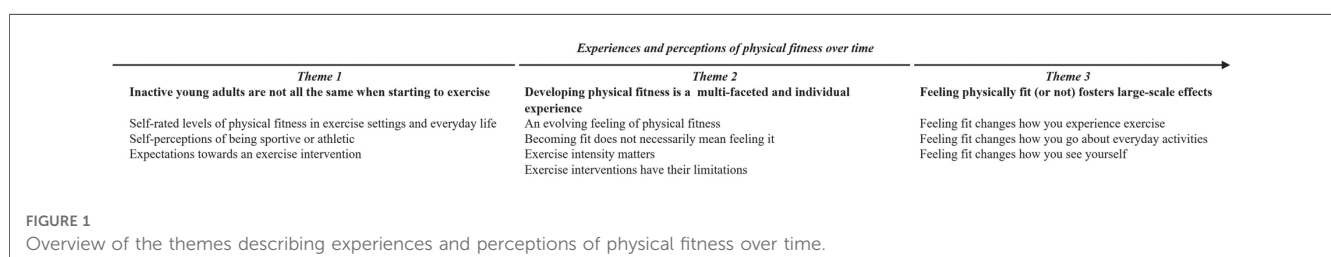 Experiences and perceptions of physical fitness over time
Theme 1
Inactive young adults are not all the same when starting to exercise
Self-rated levels of physical fitness in exercise settings and everyday life
Self-perceptions of being sportive or athletic
Expectations towards an exercise intervention
Theme 2
Developing physical fitness is a multi-faceted and individual
experience
An evolving feeling of physical fitness
Becoming fit does not necessarily mean feeling it
Exercise intensity matters
Exercise interventions have their limitations
Theme 3
Feeling physically fit (or not) fosters large-scale effects
Feeling fit changes how you experience exercise
Feeling fit changes how you go about everyday activities
Feeling fit changes how you see yourself
FIGURE 1
Overview of the themes describing experiences and perceptions of physical fitness over time.